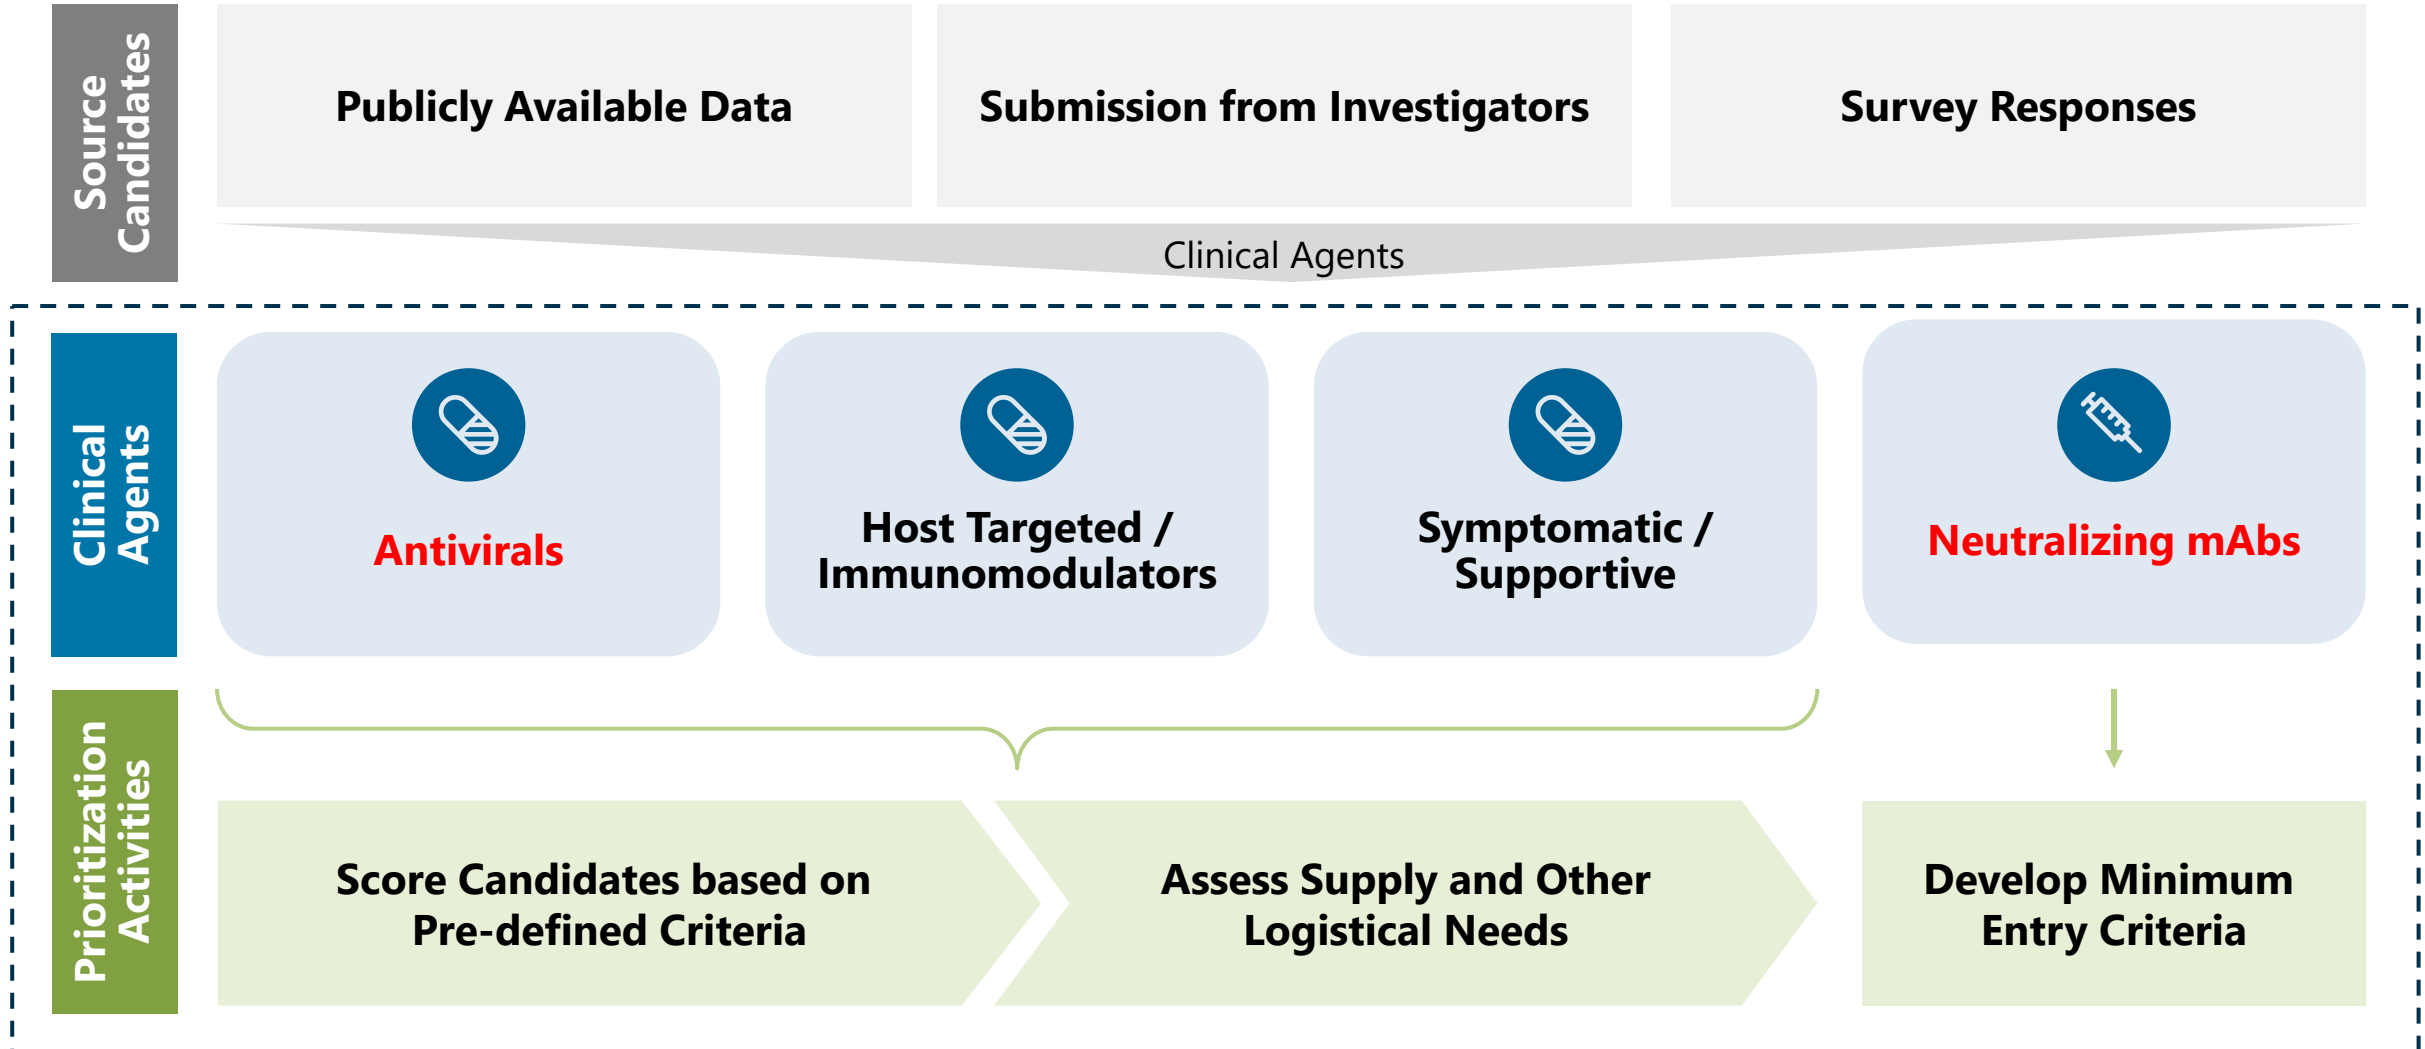 Source
Candidates
Publicly Available Data
Submission from Investigators
Survey Responses
Clinical Agents
Clinical
Agents
Antivirals
Host Targeted /
Immunomodulators
Symptomatic /
Supportive
Neutralizing mAbs
Prioritization
Activities
Score Candidates based on
Pre-defined Criteria
Assess Supply and Other
Logistical Needs
Develop Minimum
Entry Criteria